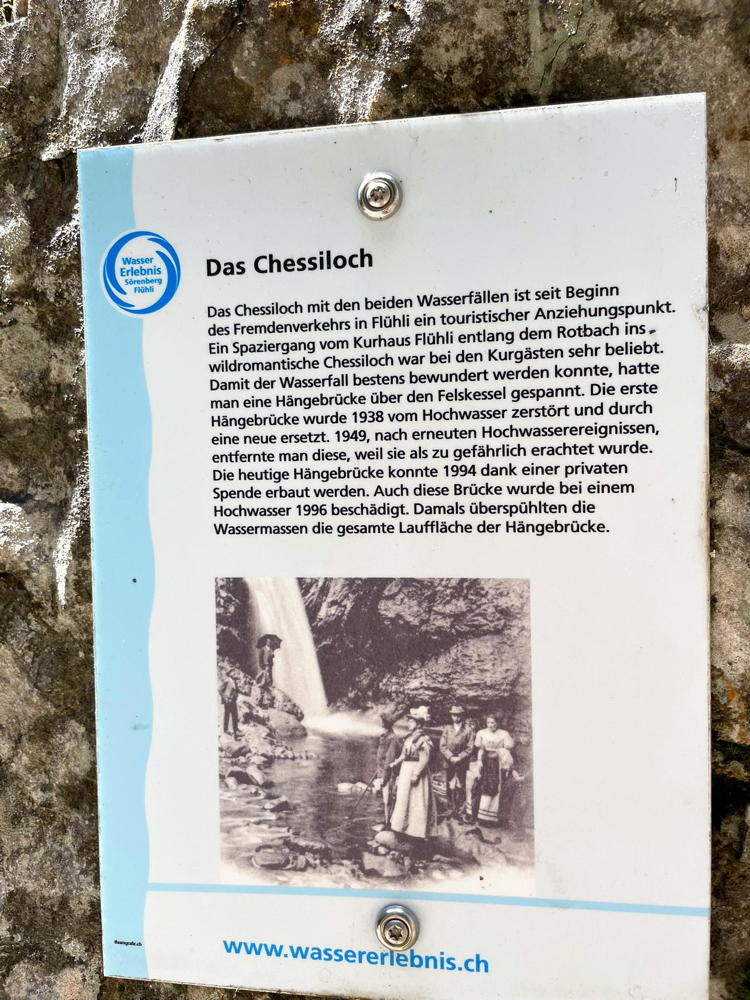 Wasser
Erlebnis
Sörenberg
Flühli
Das Chessiloch
Das Chessiloch mit den beiden Wasserfällen ist seit Beginn
des Fremdenverkehrs in Flühli ein touristischer Anziehungspunkt.
Ein Spaziergang vom Kurhaus Flühli entlang dem Rotbach ins
wildromantische Chessiloch war bei den Kurgästen sehr beliebt.
Damit der Wasserfall bestens bewundert werden konnte, hatte
man eine Hängebrücke über den Felskessel gespannt. Die erste
Hängebrücke wurde 1938 vom Hochwasser zerstört und durch
eine neue ersetzt. 1949, nach erneuten Hochwasserereignissen,
entfernte man diese, weil sie als zu gefährlich erachtet wurde.
Die heutige Hängebrücke konnte 1994 dank einer privaten
Spende erbaut werden. Auch diese Brücke wurde bei einem
Hochwasser 1996 beschädigt. Damals überspühlten die
Wassermassen die gesamte Lauffläche der Hängebrücke.
www.wassererlebnis.ch